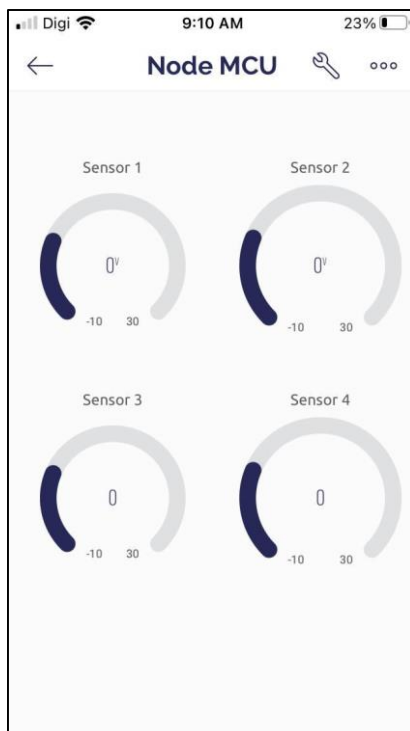 Digi 9:10 AM 23%
Node MCU
Sensor 1 Sensor 2
0V 0V
-10 30 -10 30
Sensor 3 Sensor 4
0 0
-10 30 -10 30